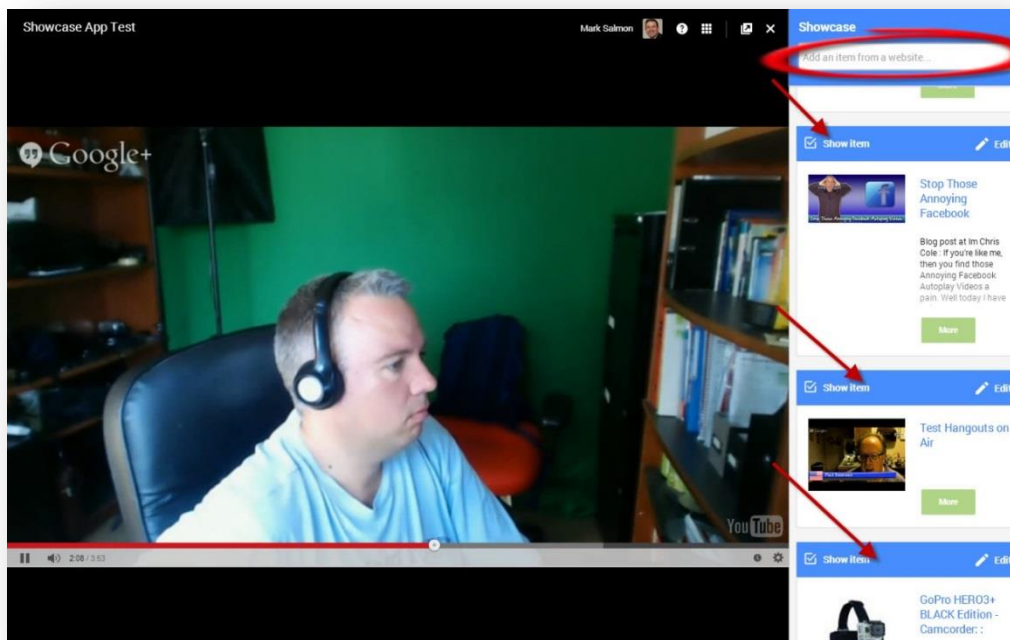 Showcase App Test
Mark Salmon
Showcase
Add an item from a website...
Google+
Show item
Edit
Stop Those
Annoying
Facebook
Blog post at Im Chris
Cole : If you're like me,
then you find those
Annoying Facebook
Autoplay Videos a
pain. Well today I have
More
Show item
Edit
Test Hangouts on
Air
More
YouTube
2:08 / 3:53
Show item
Edit
GoPro HERO3+
BLACK Edition -
Camcorder: :